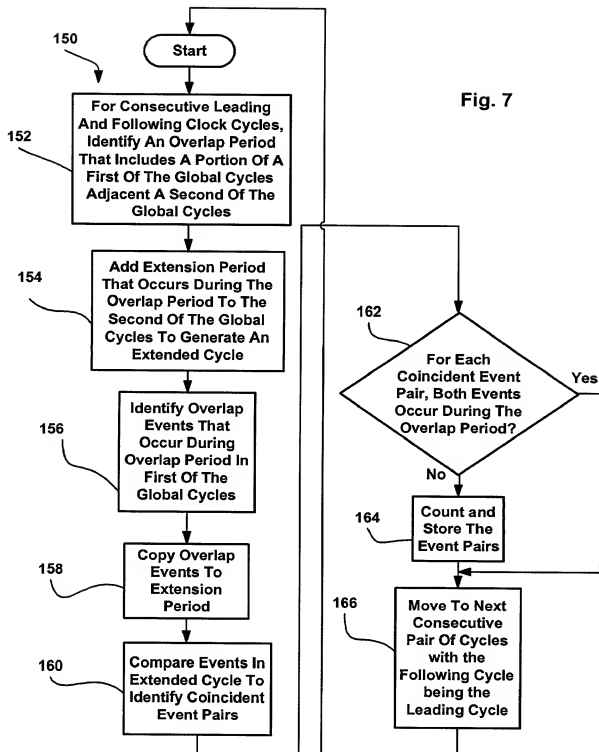 150
Start
Fig. 7
152
For Consecutive Leading
And Following Clock Cycles,
Identify An Overlap Period
That Includes A Portion Of A
First Of The Global Cycles
Adjacent A Second Of The
Global Cycles
154
Add Extension Period
That Occurs During The
Overlap Period To The
Second Of The Global
Cycles To Generate An
Extended Cycle
156
Identify Overlap
Events That
Occur During
Overlap Period In
First Of The
Global Cycles
158
Copy Overlap
Events To
Extension
Period
160
Compare Events In
Extended Cycle To
Identify Coincident
Event Pairs
162
For Each
Coincident Event
Pair, Both Events
Occur During The
Overlap Period?
Yes
No
164
Count and
Store The
Event Pairs
166
Move To Next
Consecutive
Pair Of Cycles
with the
Following Cycle
being the
Leading Cycle